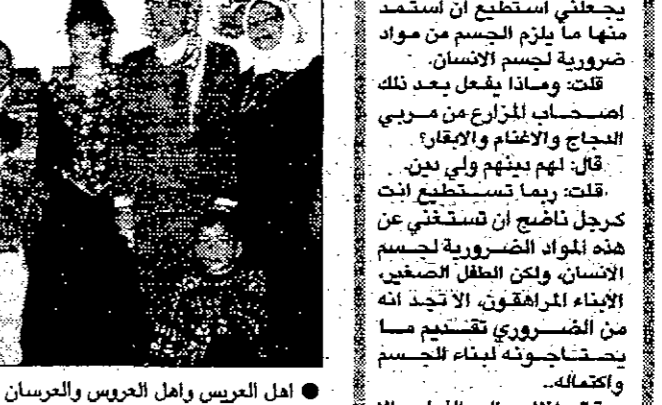 يجعلني استطيع ان استمد
منها ما يلزم الجسم من مواد
ضرورية لجسم الانسان.
قلت: وماذا يفعل بعد ذلك
اصحاب المزارع من مربي
الدجاج والاغنام والابقار؟
قال: لهم دينهم ولي دين.
قلت: ربما تستطيع انت
كرجل ناضج ان تستغني عن
هذه المواد الضرورية لجسم
الانسان، ولكن الطفل الصغير،
الابناء المراهقون، الا تجد انه
من الضروري تقديم ما
يحتاجونه لبناء الجسم
واكتماله..
● اهل العريس واهل العروس والعرسان